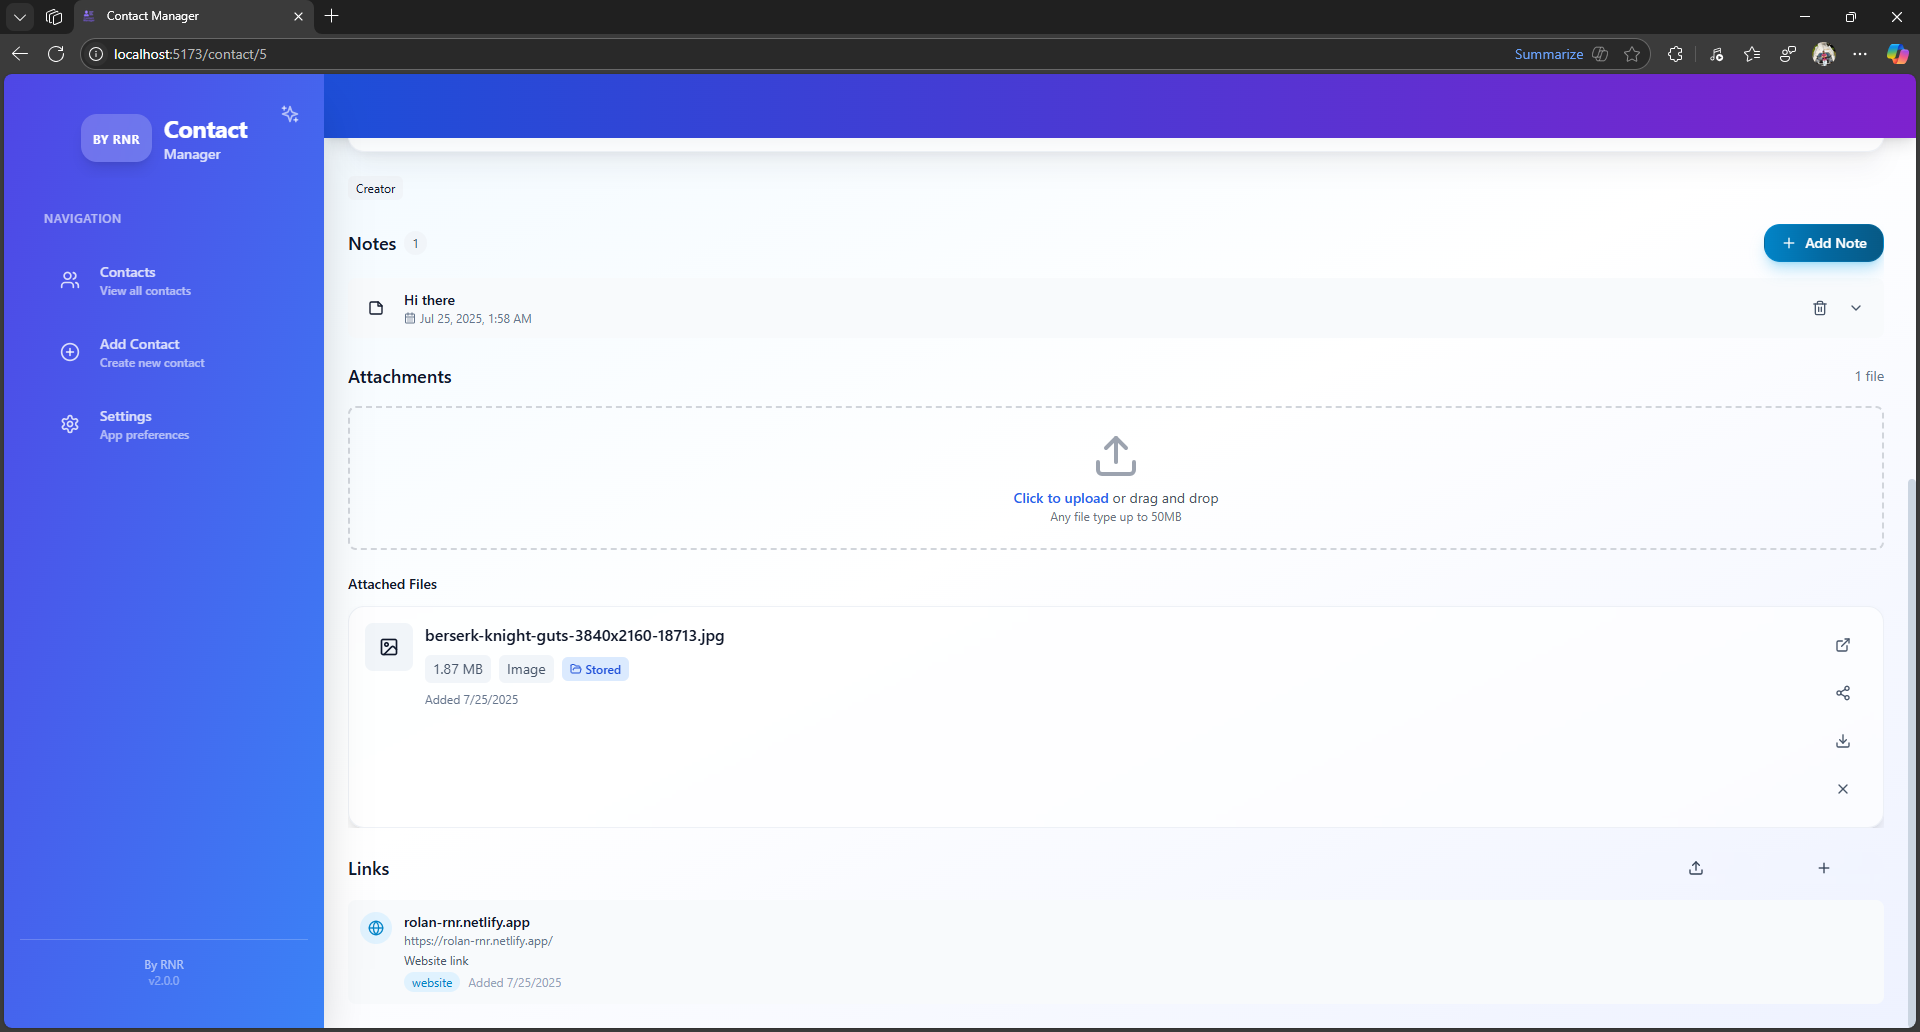 Contact Manager
localhost:5173/contact/5
Summarize
BY RNR
Contact
Manager
NAVIGATION
Contacts
View all contacts
Add Contact
Create new contact
Settings
App preferences
By RNR
v2.0.0
Creator
Notes 1
Add Note
Hi there
Jul 25, 2025, 1:58 AM
Attachments
1 file
Click to upload or drag and drop
Any file type up to 50MB
Attached Files
berserk-knight-guts-3840x2160-18713.jpg
1.87 MB Image Stored
Added 7/25/2025
Links
rolan-rnr.netlify.app
https://rolan-rnr.netlify.app/
Website link
website Added 7/25/2025